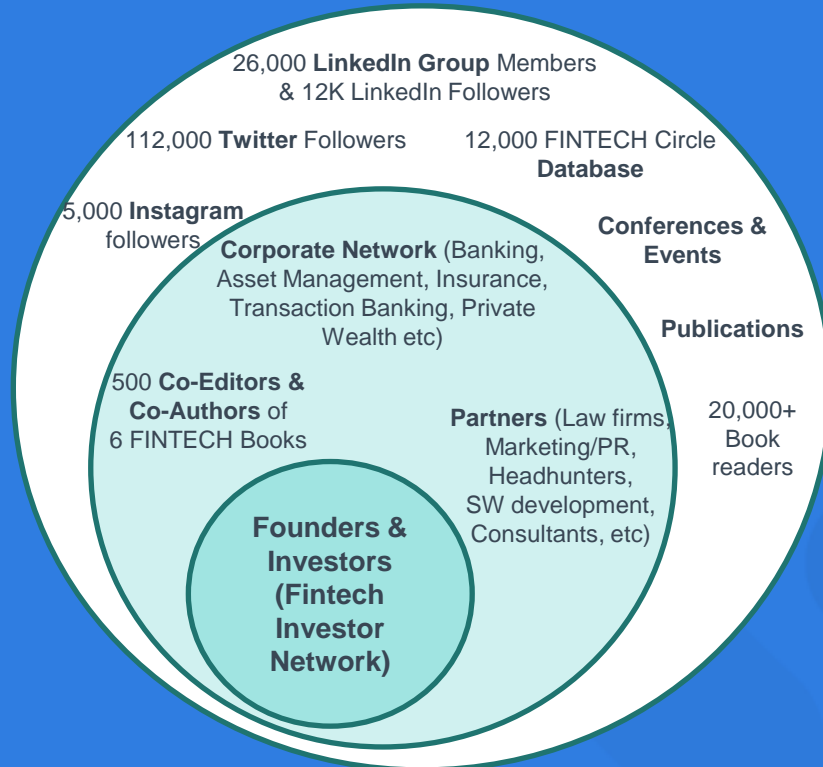 26,000 LinkedIn Group Members
& 12K LinkedIn Followers
112,000 Twitter Followers
12,000 FINTECH Circle
Database
5,000 Instagram
followers
Conferences &
Events
Corporate Network (Banking,
Asset Management, Insurance,
Transaction Banking, Private
Wealth etc)
Publications
500 Co-Editors &
Co-Authors of
6 FINTECH Books
Partners (Law firms,
Marketing/PR,
Headhunters,
SW development,
Consultants, etc)
20,000+
Book
readers
Founders &
Investors
(Fintech
Investor
Network)